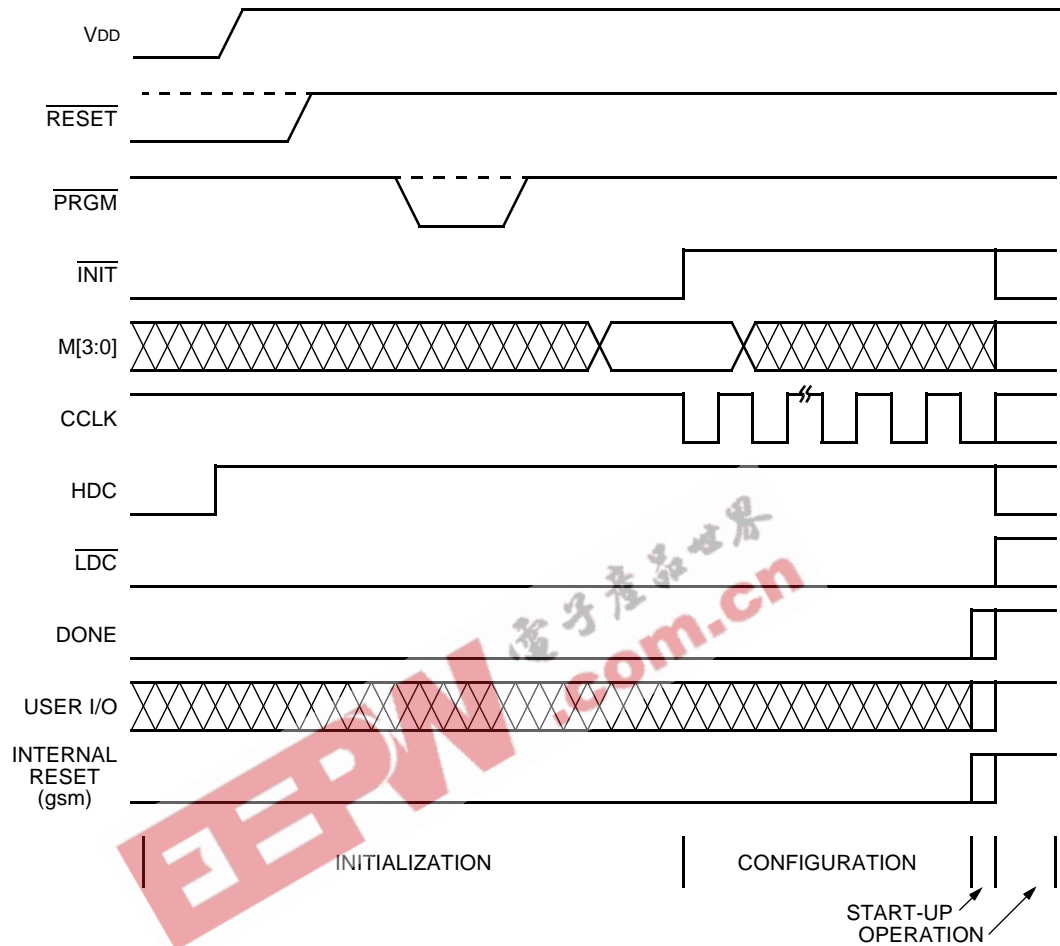 VDD
RESET
PRGM
INIT
M[3:0]
CCLK
HDC
LDC
DONE
USER I/O
INTERNAL
RESET
(gsm)
INITIALIZATION
CONFIGURATION
START-UP
OPERATION
EEPW
.com.cn
電子產品世界